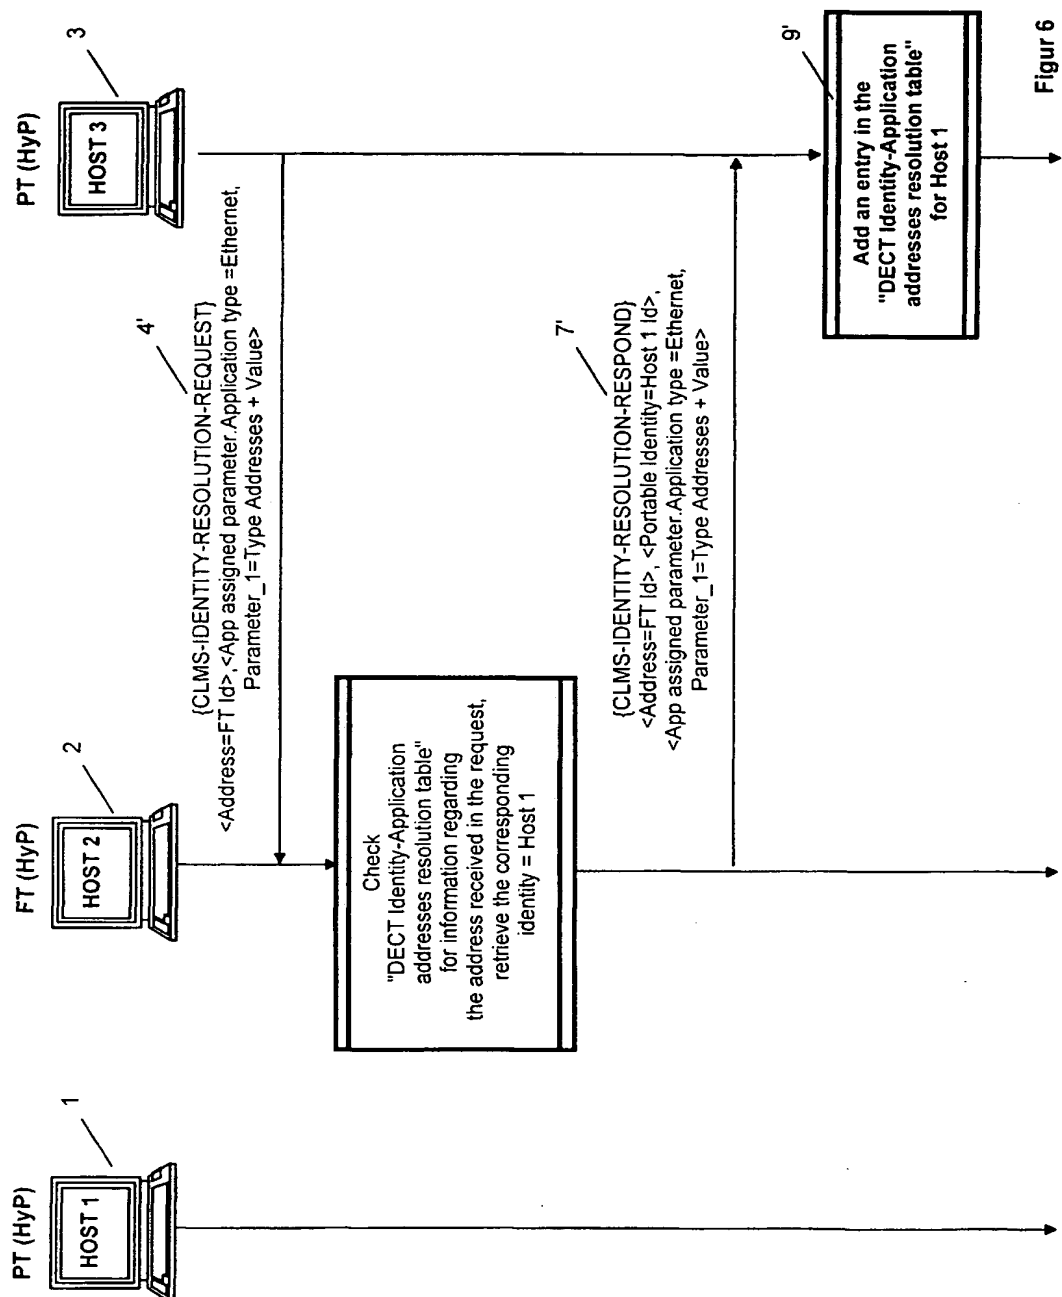 PT (HyP)
HOST 1
1
FT (HyP)
HOST 2
2
PT (HyP)
HOST 3
3
{CLMS-IDENTITY-RESOLUTION-REQUEST}
<Address=FT Id>,<App assigned parameter.Application type =Ethernet,
Parameter_1=Type Addresses + Value>
4'
Check
"DECT Identity-Application
addresses resolution table"
for information regarding
the address received in the request,
retrieve the corresponding
identity = Host 1
{CLMS-IDENTITY-RESOLUTION-RESPOND}
<Address=FT Id>, <Portable Identity=Host 1 Id>,
<App assigned parameter.Application type =Ethernet,
Parameter_1=Type Addresses + Value>
7'
Add an entry in the
"DECT Identity-Application
addresses resolution table"
for Host 1
9'
Figur 6